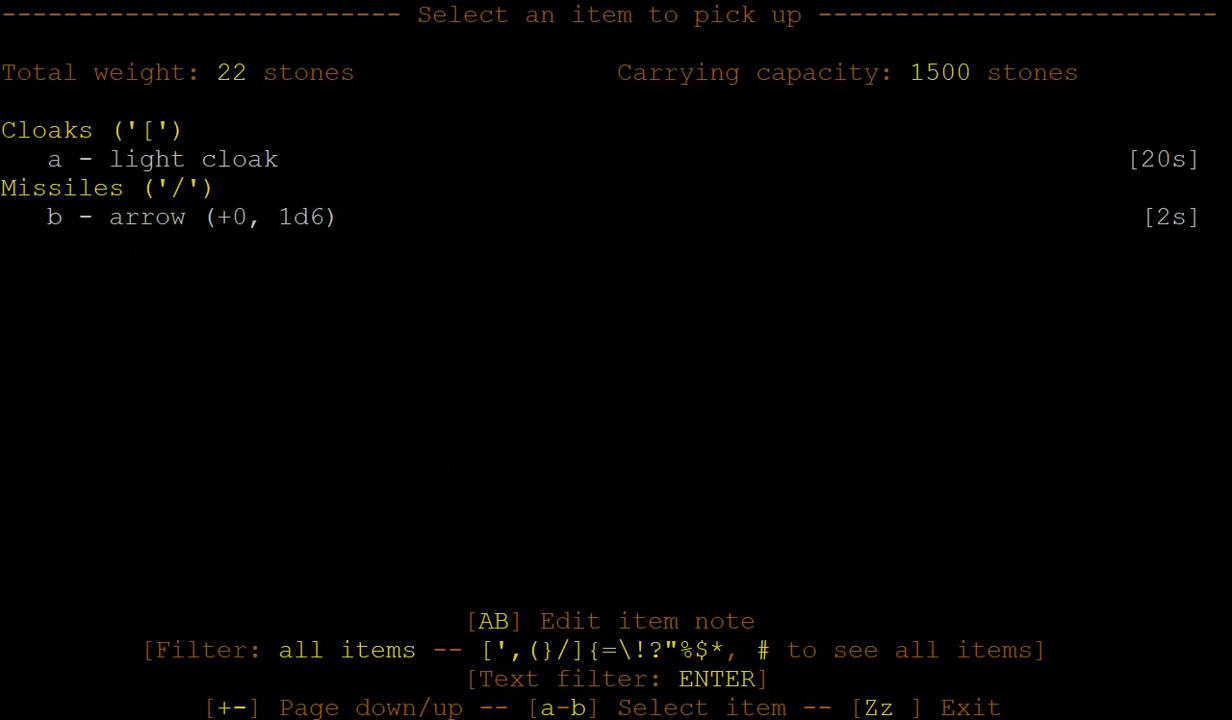 -------------------------- Select an item to pick up --------------------------
Total weight: 22 stones Carrying capacity: 1500 stones
Cloaks ('[')
a - light cloak [20s]
Missiles ('/')
b - arrow (+0, 1d6) [2s]
[AB] Edit item note
[Filter: all items -- [',(}/]{=\!?"%$*, # to see all items]
[Text filter: ENTER]
[+-] Page down/up -- [a-b] Select item -- [Zz ] Exit